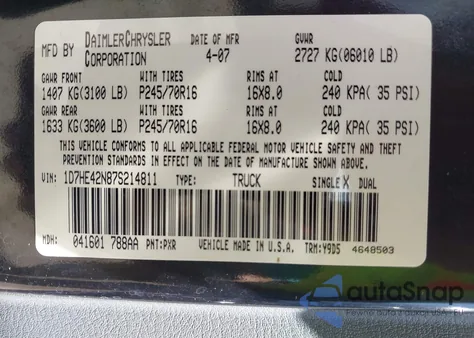 MFD BY DAIMLERCHRYSLER CORPORATION
DATE OF MFR 4-07
GVWR 2727 KG(06010 LB)
GAWR FRONT WITH TIRES RIMS AT COLD
1407 KG(3100 LB) P245/70R16 16X8.0 240 KPA( 35 PSI)
GAWR REAR WITH TIRES RIMS AT COLD
1633 KG(3600 LB) P245/70R16 16X8.0 240 KPA( 35 PSI)
THIS VEHICLE CONFORMS TO ALL APPLICABLE FEDERAL MOTOR VEHICLE SAFETY AND THEFT
PREVENTION STANDARDS IN EFFECT ON THE DATE OF MANUFACTURE SHOWN ABOVE.
VIN: 1D7HE42N87S214811 TYPE: TRUCK SINGLE X DUAL
MDH: 041601 788AA PNT:PXR VEHICLE MADE IN U.S.A. TRM:Y9D5 4648503
autoSnap